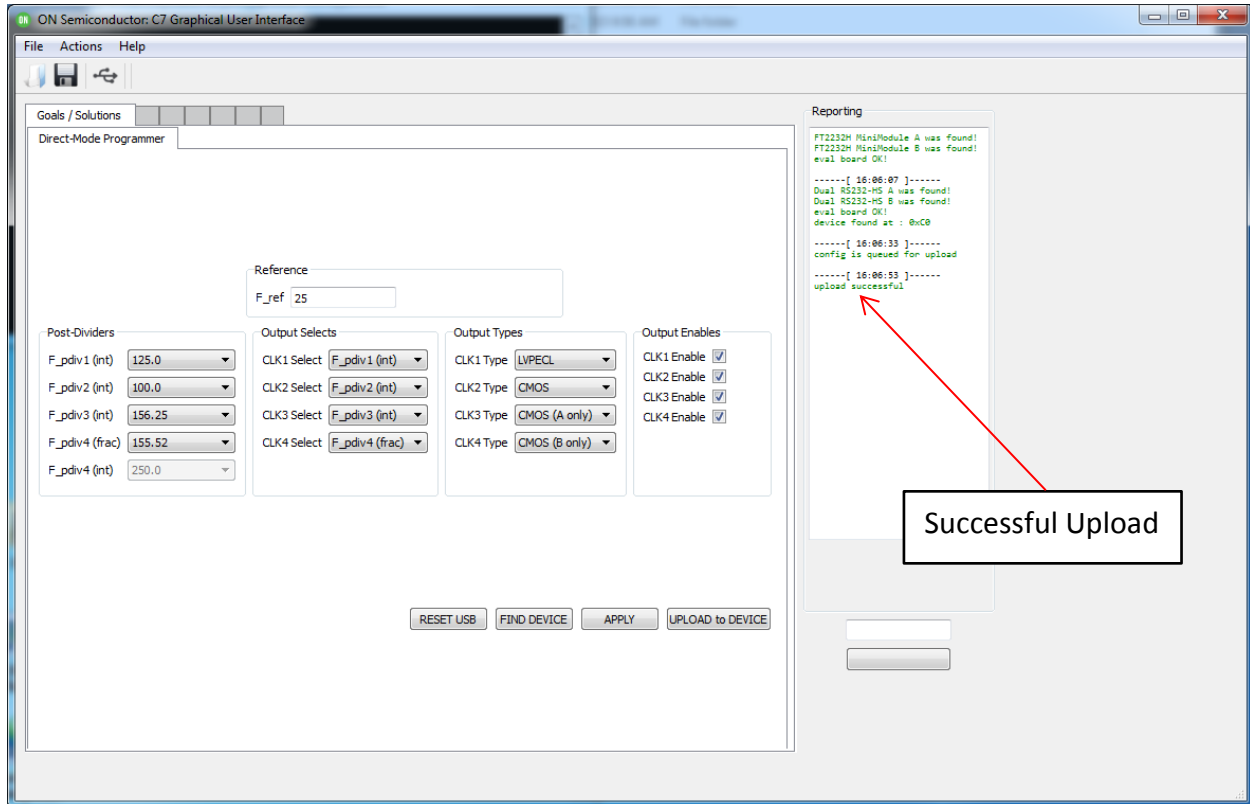 ON Semiconductor: C7 Graphical User Interface
File Actions Help
Goals / Solutions
Direct-Mode Programmer
Reference
F_ref 25
Post-Dividers
F_pdiv1 (int) 125.0
F_pdiv2 (int) 100.0
F_pdiv3 (int) 156.25
F_pdiv4 (frac) 155.52
F_pdiv4 (int) 250.0
Output Selects
CLK1 Select F_pdiv1 (int)
CLK2 Select F_pdiv2 (int)
CLK3 Select F_pdiv3 (int)
CLK4 Select F_pdiv4 (frac)
Output Types
CLK1 Type LVPECL
CLK2 Type CMOS
CLK3 Type CMOS (A only)
CLK4 Type CMOS (B only)
Output Enables
CLK1 Enable
CLK2 Enable
CLK3 Enable
CLK4 Enable
RESET USB FIND DEVICE APPLY UPLOAD to DEVICE
Reporting
FT2232H MiniModule A was found!
FT2232H MiniModule B was found!
eval board OK!
------[ 16:06:07 ]------
Dual RS232-HS A was found!
Dual RS232-HS B was found!
eval board OK!
device found at : 0xC0
------[ 16:06:33 ]------
config is queued for upload
------[ 16:06:53 ]------
upload successful
Successful Upload